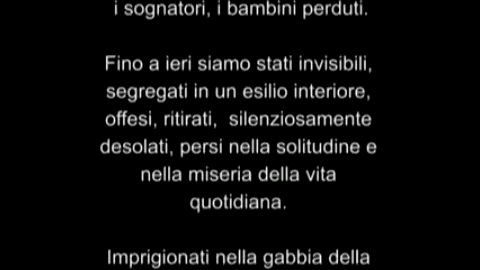 i sognatori, i bambini perduti.
Fino a ieri siamo stati invisibili,
segregati in un esilio interiore,
offesi, ritirati, silenziosamente
desolati, persi nella solitudine e
nella miseria della vita
quotidiana.
Imprigionati nella gabbia della